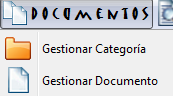 DOCUMENTOS
Gestionar Categoría
Gestionar Documento